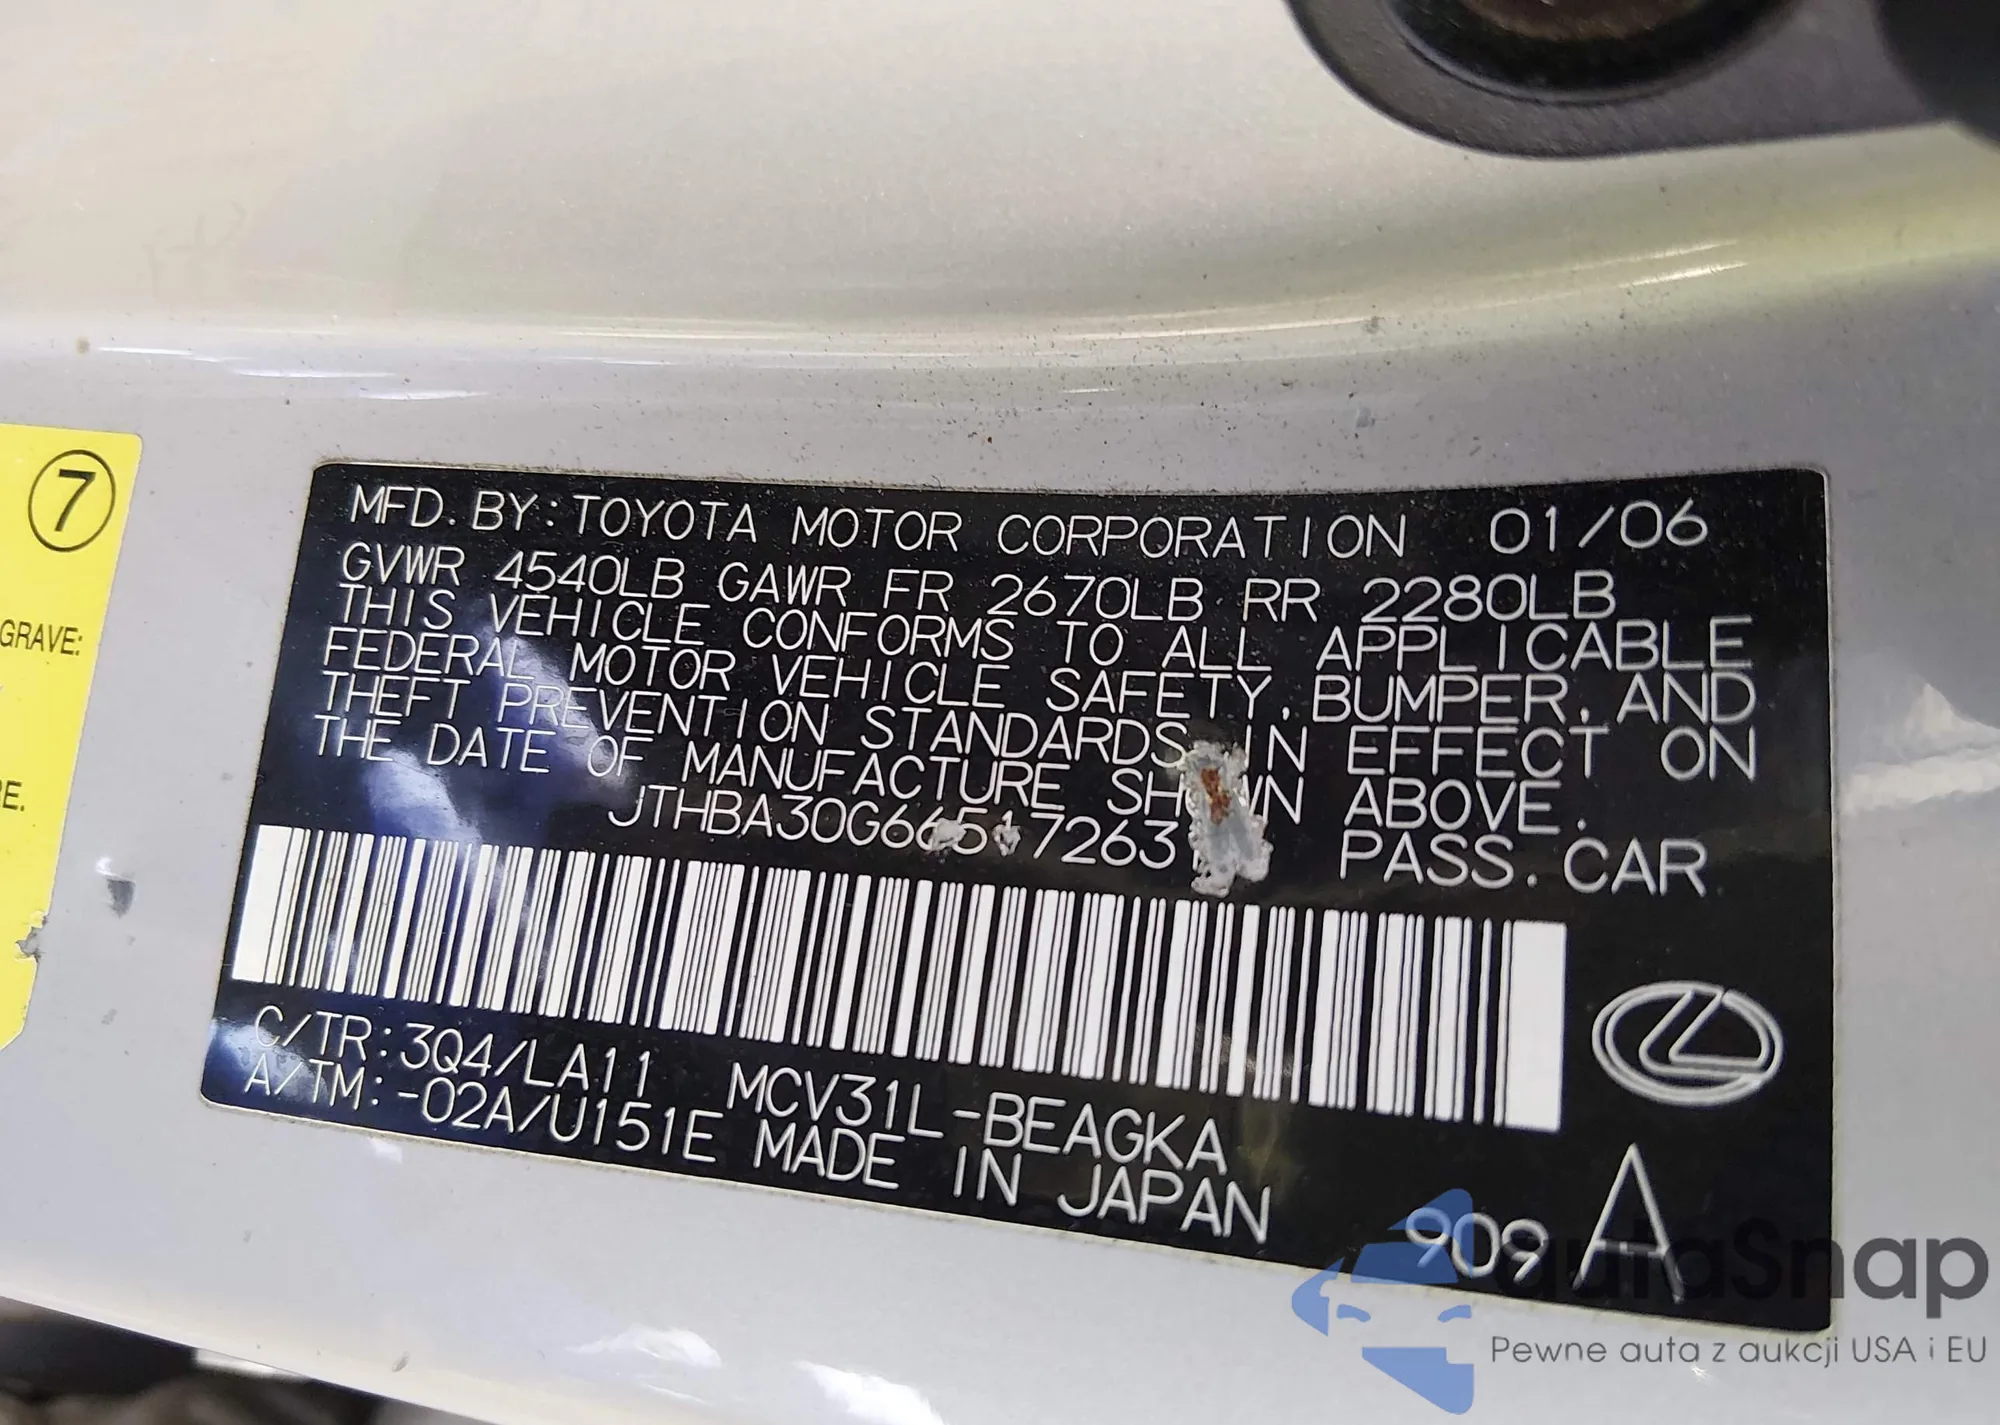 7
GRAVE:
RE.
MFD. BY: TOYOTA MOTOR CORPORATION 01/06
GVWR 4540LB GAWR FR 2670LB RR 2280LB
THIS VEHICLE CONFORMS TO ALL APPLICABLE
FEDERAL MOTOR VEHICLE SAFETY, BUMPER, AND
THEFT PREVENTION STANDARDS IN EFFECT ON
THE DATE OF MANUFACTURE SHOWN ABOVE.
PASS. CAR
C/TR: 3Q4/LA11 MCV31L-BEAGKA
A/TM: -02A/U151E MADE IN JAPAN
909 A
autaSnap
Pewne auta z aukcji USA i EU